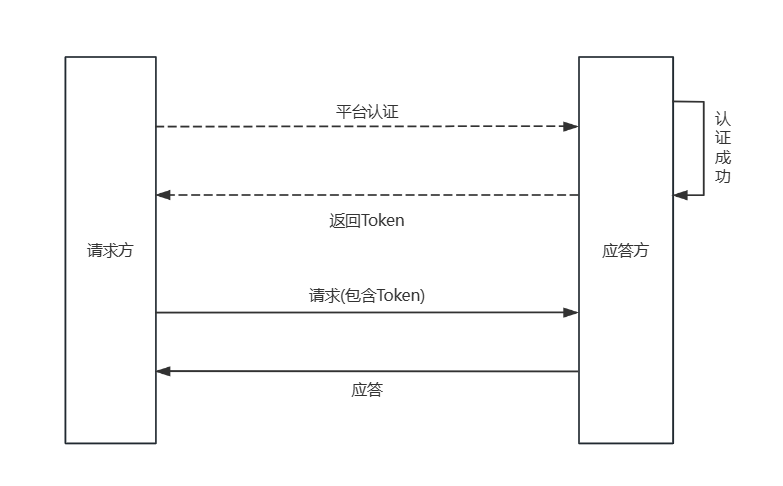 平台认证
认证成功
返回Token
请求方
应答方
请求(包含Token)
应答